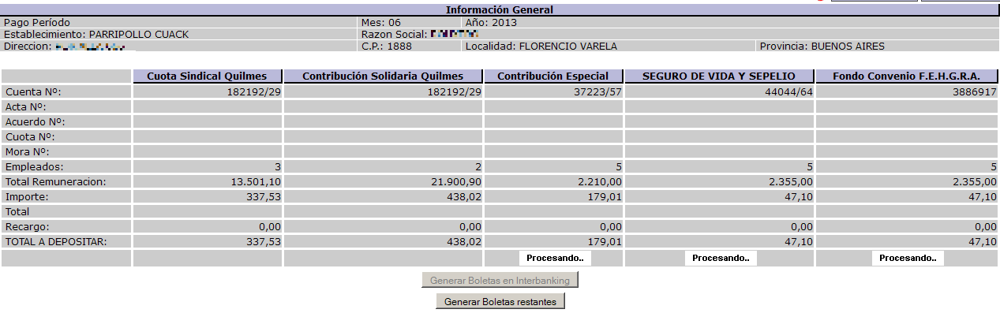 Información General
Pago Período Mes: 06 Año: 2013
Establecimiento: PARRIPOLLO CUACK Razon Social:
Direccion: C.P.: 1888 Localidad: FLORENCIO VARELA Provincia: BUENOS AIRES
Cuota Sindical Quilmes Contribución Solidaria Quilmes Contribución Especial SEGURO DE VIDA Y SEPELIO Fondo Convenio F.E.H.G.R.A.
Cuenta Nº: 182192/29 182192/29 37223/57 44044/64 3886917
Acta Nº:
Acuerdo Nº:
Cuota Nº:
Mora Nº:
Empleados: 3 2 5 5 5
Total Remuneracion: 13.501,10 21.900,90 2.210,00 2.355,00 2.355,00
Importe: 337,53 438,02 179,01 47,10 47,10
Total
Recargo: 0,00 0,00 0,00 0,00 0,00
TOTAL A DEPOSITAR: 337,53 438,02 179,01 47,10 47,10
Procesando.. Procesando.. Procesando..
Generar Boletas en Interbanking
Generar Boletas restantes